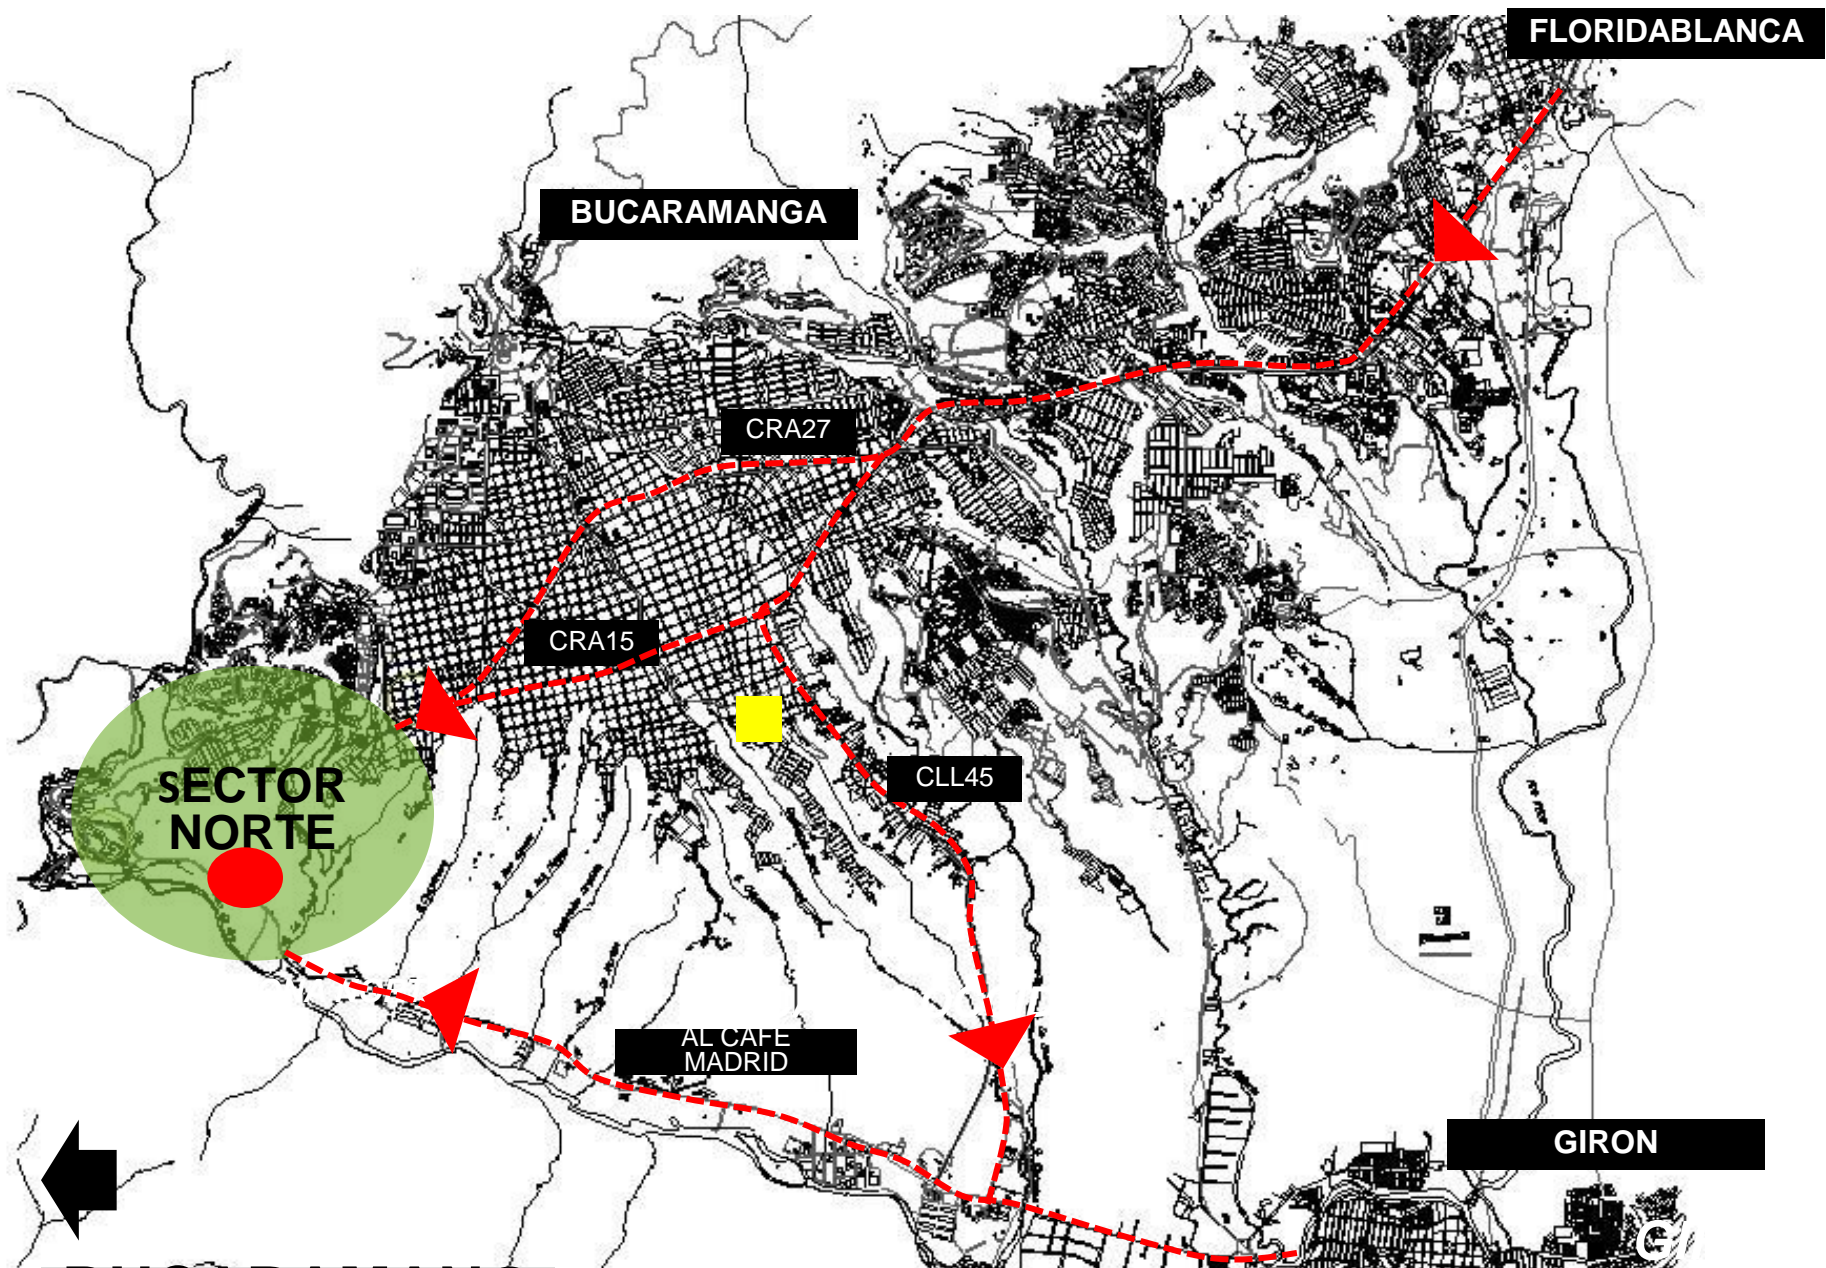 FLORIDABLANCA
BUCARAMANGA
CRA27
CRA15
SECTOR
NORTE
CLL45
AL CAFE
MADRID
GIRON